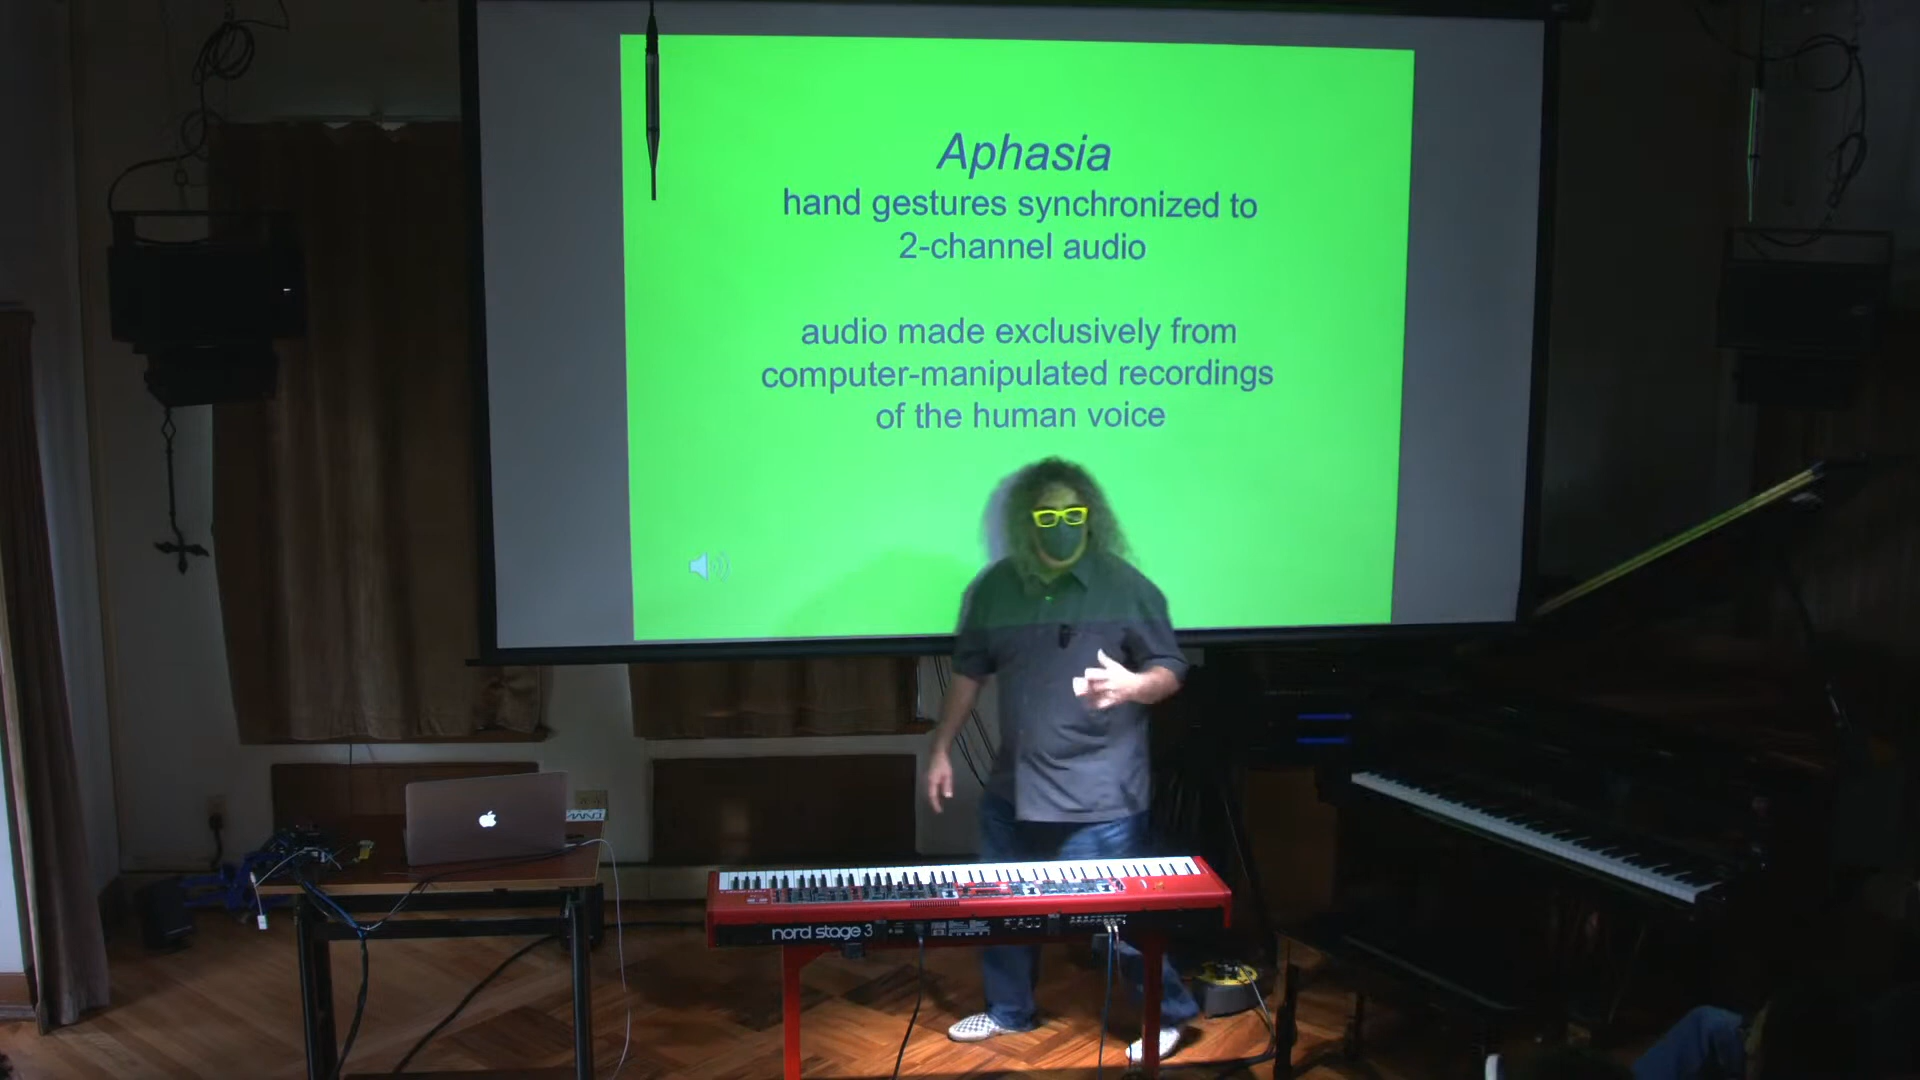 Aphasia
hand gestures synchronized to
2-channel audio
audio made exclusively from
computer-manipulated recordings
of the human voice
nord stage 3